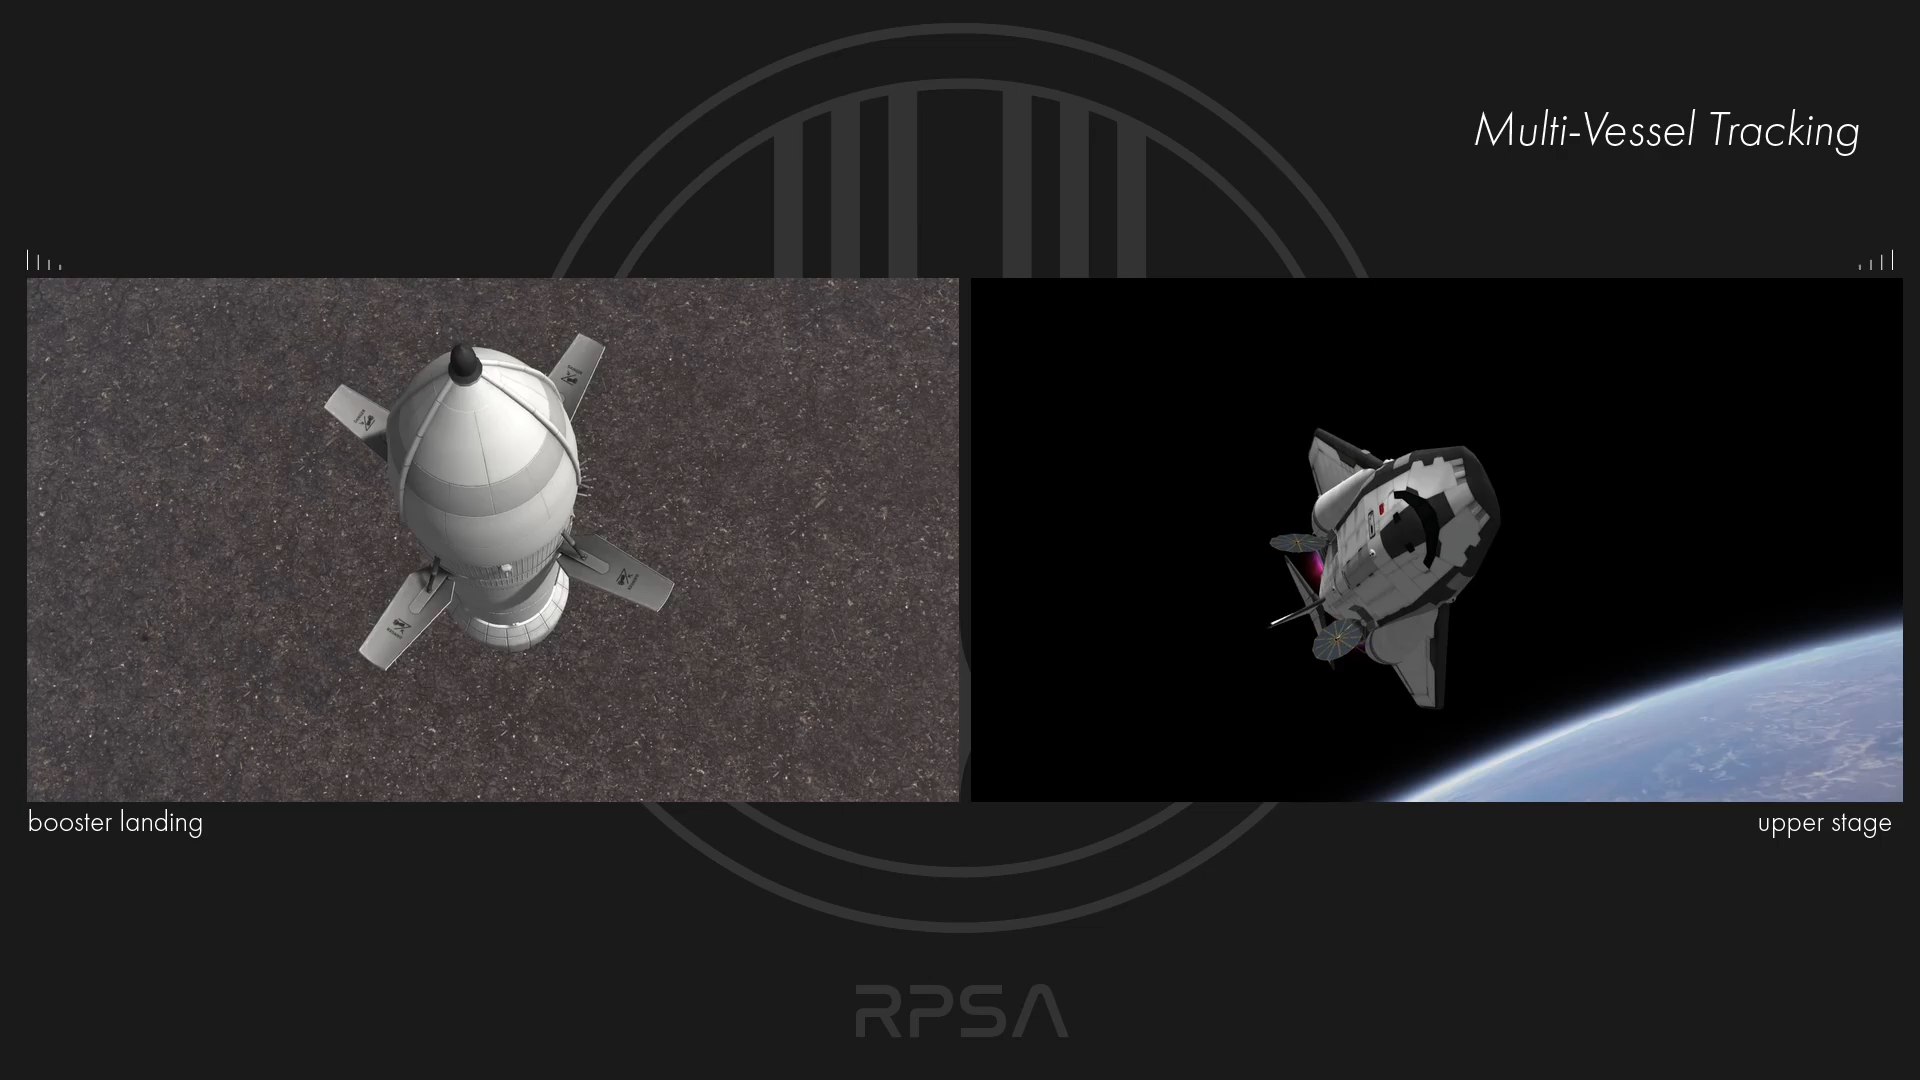 Multi-Vessel Tracking
booster landing
upper stage
RPSA